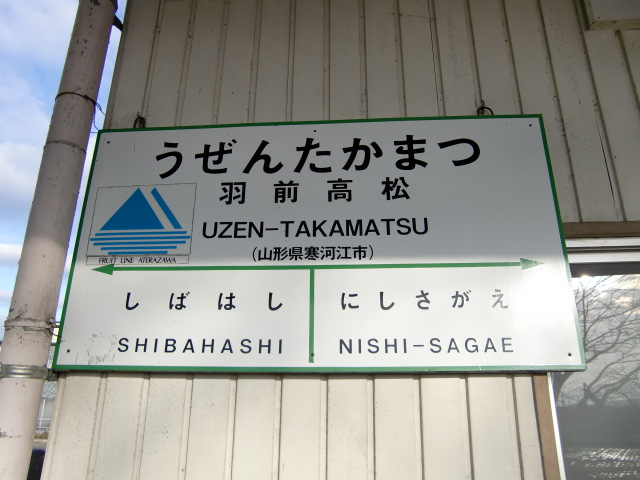 うぜんたかまつ
羽前高松
UZEN-TAKAMATSU
(山形県寒河江市)
FRUIT LINE ATERAZAWA
しばはし にしさがえ
SHIBAHASHI NISHI-SAGAE